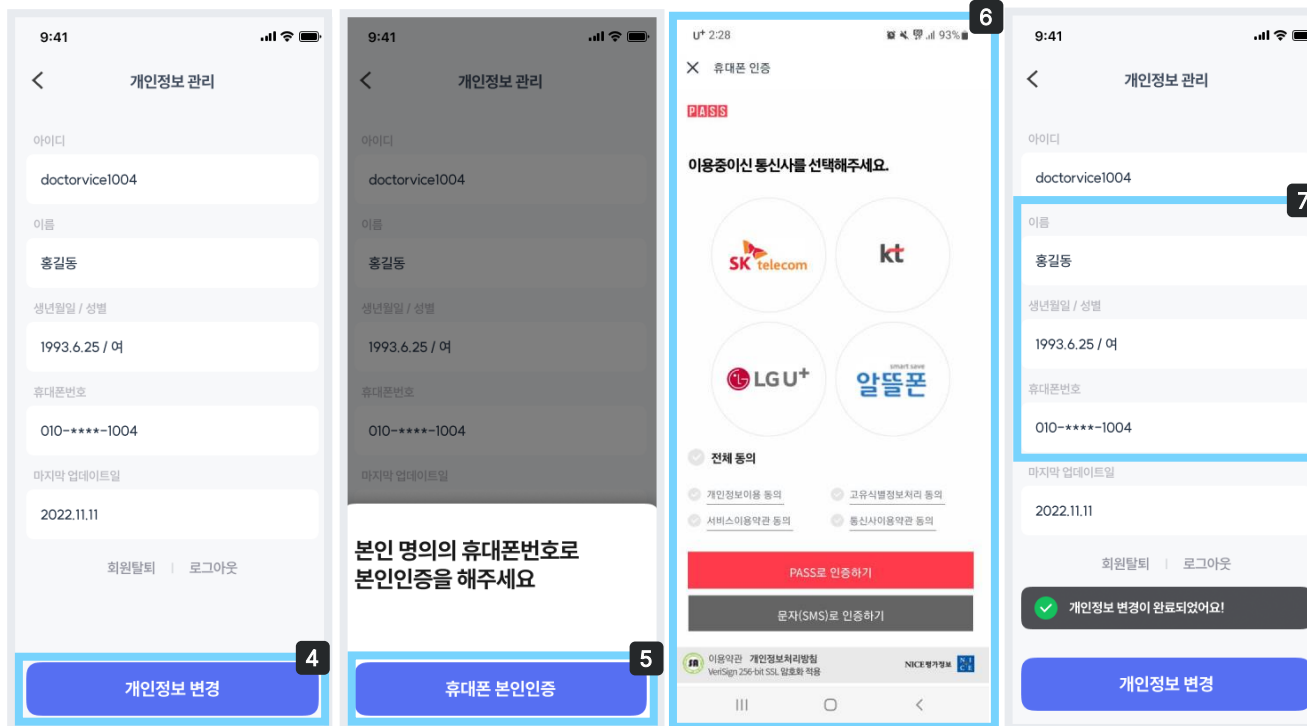 9:41
개인정보 관리
아이디
doctorvice1004
이름
홍길동
생년월일 / 성별
1993.6.25 / 여
휴대폰번호
010-****-1004
마지막 업데이트일
2022.11.11
회원탈퇴 | 로그아웃
4
개인정보 변경
9:41
개인정보 관리
아이디
doctorvice1004
이름
홍길동
생년월일 / 성별
1993.6.25 / 여
휴대폰번호
010-****-1004
마지막 업데이트일
본인 명의의 휴대폰번호로
본인인증을 해주세요
5
휴대폰 본인인증
6
U+ 2:28 93%
휴대폰 인증
PASS
이용중이신 통신사를 선택해주세요.
SK telecom
kt
LG U+
smart save
알뜰폰
전체 동의
개인정보이용 동의 고유식별정보처리 동의
서비스이용약관 동의 통신사이용약관 동의
PASS로 인증하기
문자(SMS)로 인증하기
이용약관 개인정보처리방침
VeriSign 256-bit SSL 암호화 적용
NICE평가정보 NICE
9:41
개인정보 관리
아이디
doctorvice1004
7
이름
홍길동
생년월일 / 성별
1993.6.25 / 여
휴대폰번호
010-****-1004
마지막 업데이트일
2022.11.11
회원탈퇴 | 로그아웃
개인정보 변경이 완료되었어요!
개인정보 변경